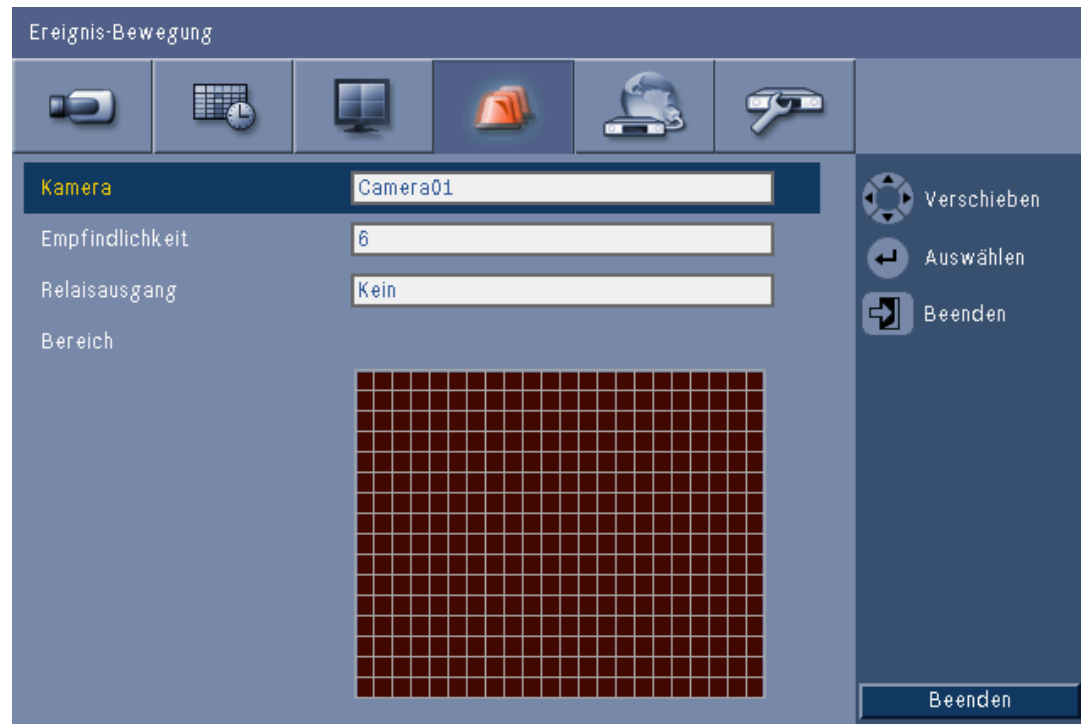 Ereignis-Bewegung
Kamera
Camera01
Empfindlichkeit
6
Relaisausgang
Kein
Bereich
Verschieben
Auswählen
Beenden
Beenden